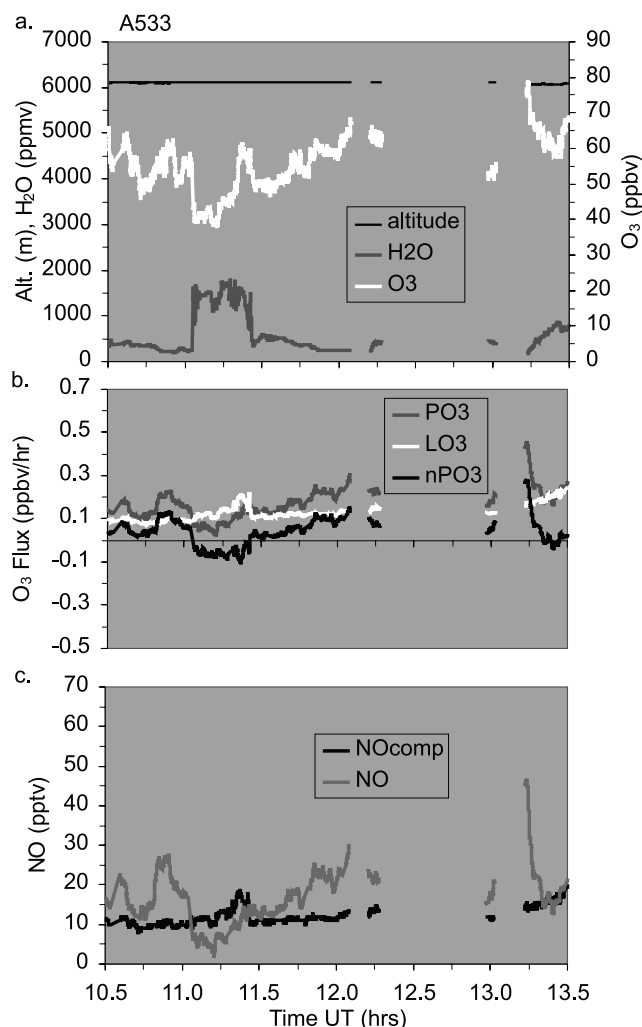 a. A533
7000
6000
5000
4000
3000
2000
1000
0
Alt. (m), H₂O (ppmv)
90
80
70
60
50
40
30
20
10
0
O₃ (ppbv)
altitude
H2O
O3
b.
0.7
0.5
0.3
0.1
−0.1
−0.3
−0.5
O₃ Flux (ppbv/hr)
PO3
LO3
nPO3
c.
70
60
50
40
30
20
10
0
NO (pptv)
NOcomp
NO
10.5 11.0 11.5 12.0 12.5 13.0 13.5
Time UT (hrs)